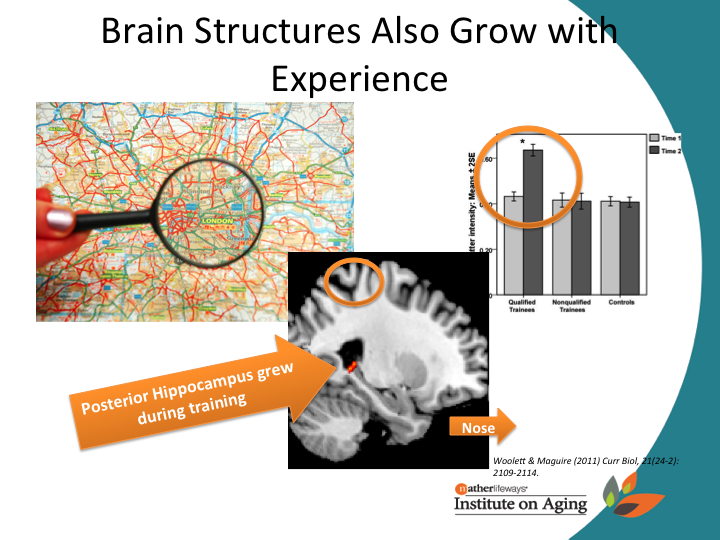 Brain Structures Also Grow with
Experience
LONDON
*
Time 1
Time 2
tter intensity: Means ± 2SE
.60
0.20
0
Qualified
Trainees
Nonqualified
Trainees
Controls
Posterior Hippocampus grew
during training
Nose
Woolett & Maguire (2011) Curr Biol, 21(24-2):
2109-2114.
matherlifeways®
Institute on Aging